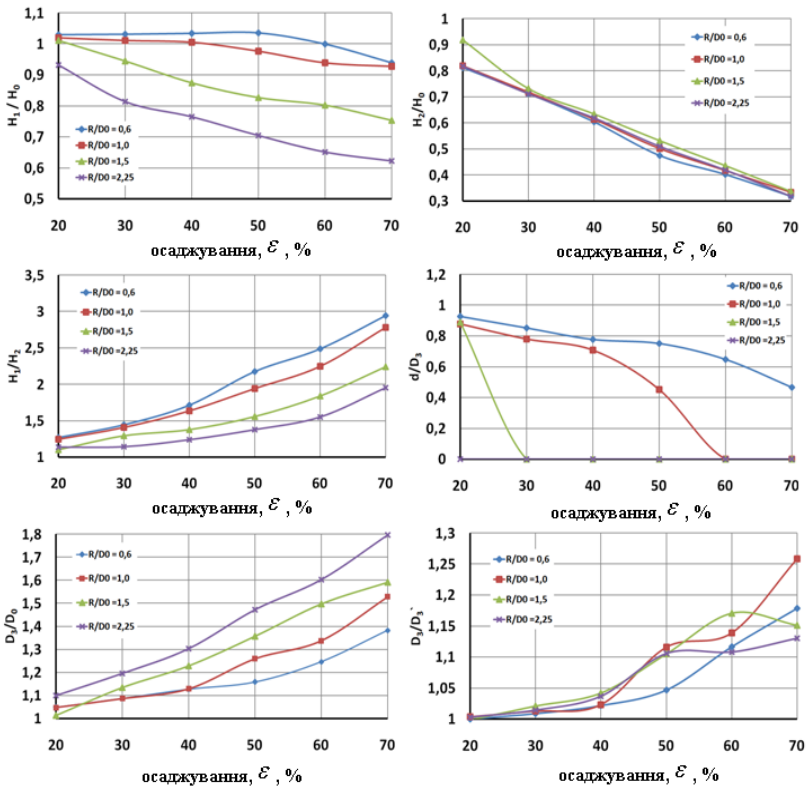 H₁ / H₀
1,1
1
0,9
0,8
0,7
0,6
0,5
R/D0 = 0,6
R/D0 =1,0
R/D0 =1,5
R/D0 =2,25
20 30 40 50 60 70
осаджування, ε , %
H₂/H₀
1
0,9
0,8
0,7
0,6
0,5
0,4
0,3
R/D0 = 0,6
R/D0 =1,0
R/D0 =1,5
R/D0 =2,25
20 30 40 50 60 70
осаджування, ε , %
H₁/H₂
3,5
3
2,5
2
1,5
1
R/D0 = 0,6
R/D0 =1,0
R/D0 =1,5
R/D0 =2,25
20 30 40 50 60 70
осаджування, ε , %
d/D₃
1,2
1
0,8
0,6
0,4
0,2
0
R/D0 = 0,6
R/D0 =1,0
R/D0 =1,5
R/D0 =2,25
20 30 40 50 60 70
осаджування, ε , %
D₃/D₀
1,8
1,7
1,6
1,5
1,4
1,3
1,2
1,1
1
R/D0 = 0,6
R/D0 =1,0
R/D0 =1,5
R/D0 =2,25
20 30 40 50 60 70
осаджування, ε , %
D₃/D₃`
1,3
1,25
1,2
1,15
1,1
1,05
1
R/D0 = 0,6
R/D0 =1,0
R/D0 =1,5
R/D0 =2,25
20 30 40 50 60 70
осаджування, ε , %